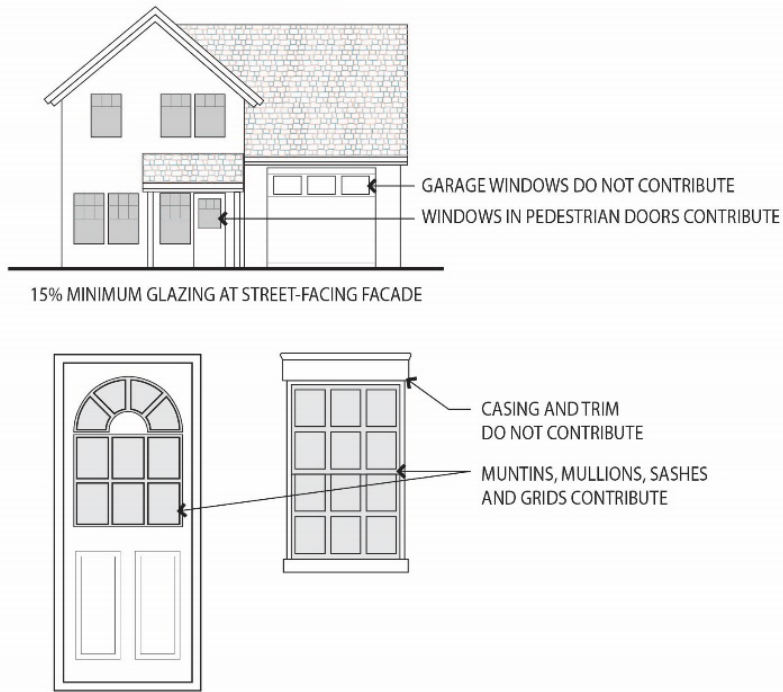 GARAGE WINDOWS DO NOT CONTRIBUTE
WINDOWS IN PEDESTRIAN DOORS CONTRIBUTE
15% MINIMUM GLAZING AT STREET-FACING FACADE
CASING AND TRIM
DO NOT CONTRIBUTE
MUNTINS, MULLIONS, SASHES
AND GRIDS CONTRIBUTE